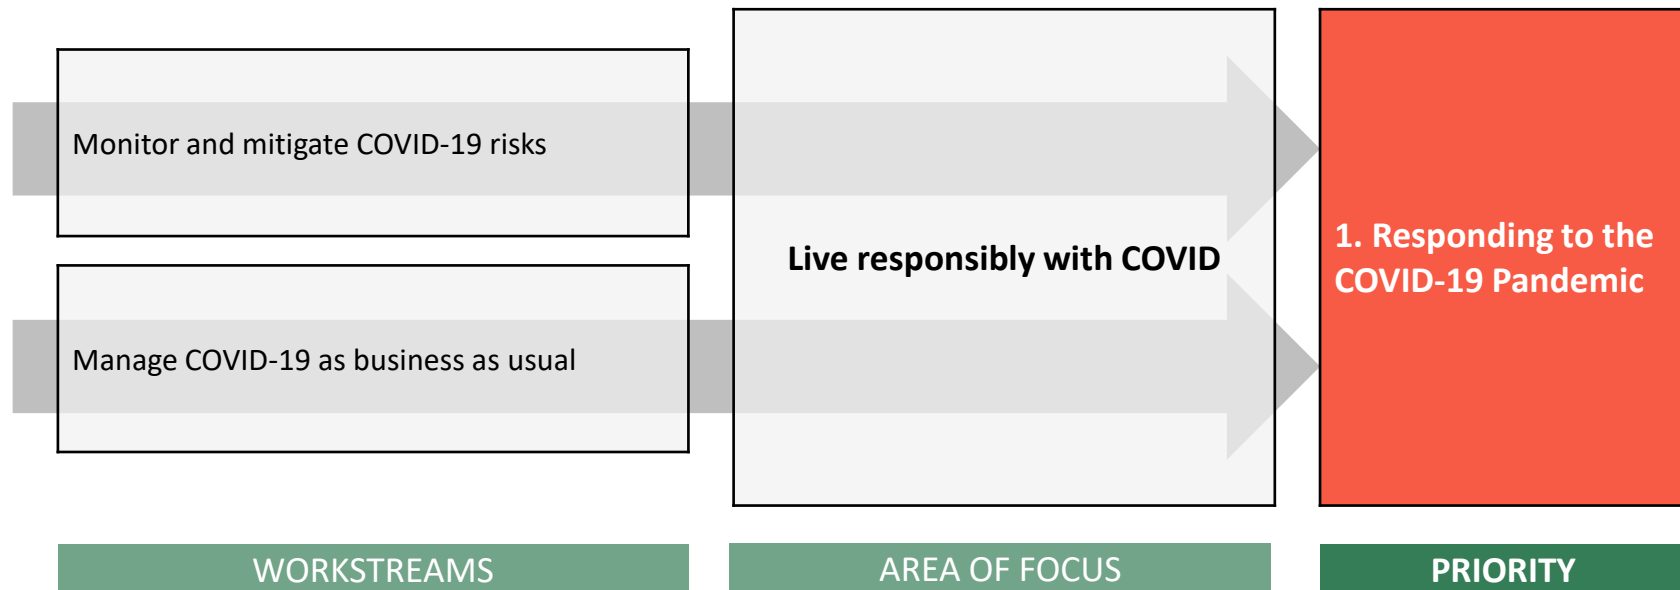 Monitor and mitigate COVID-19 risks
Manage COVID-19 as business as usual
Live responsibly with COVID
1. Responding to the
COVID-19 Pandemic
WORKSTREAMS
AREA OF FOCUS
PRIORITY